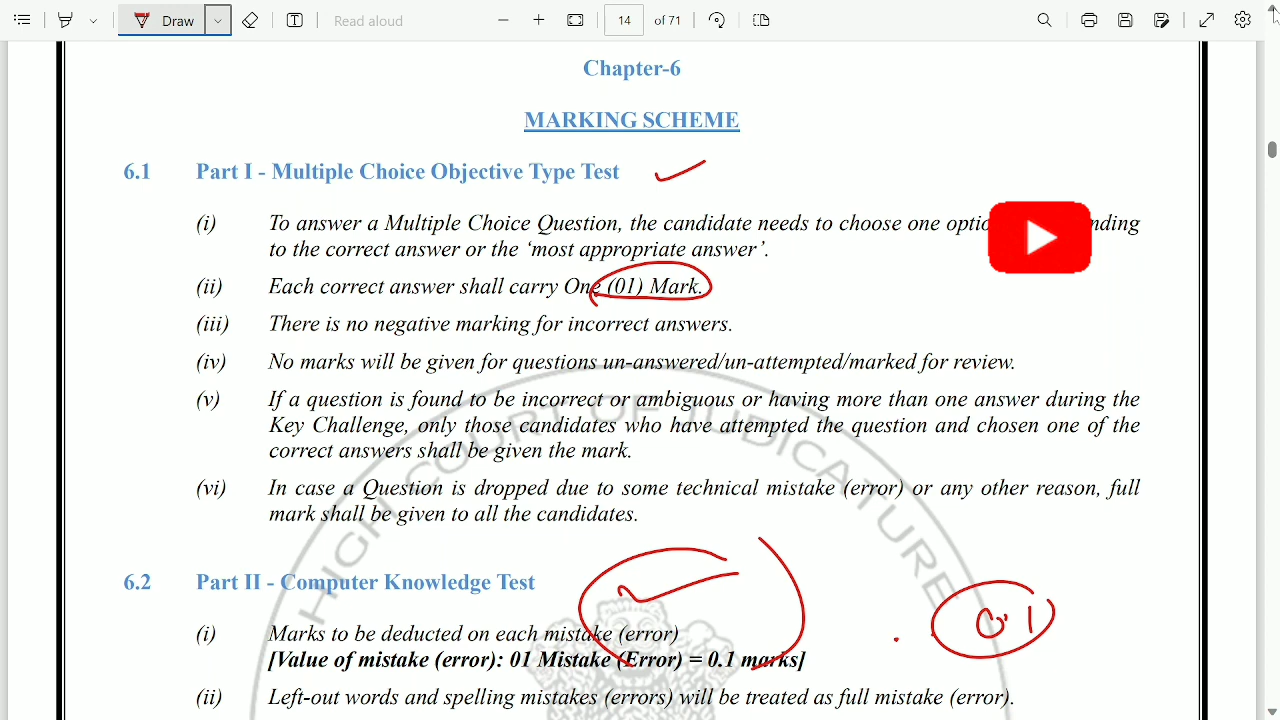 Draw
Read aloud
14 of 71
Chapter-6
MARKING SCHEME
6.1 Part I - Multiple Choice Objective Type Test
(i) To answer a Multiple Choice Question, the candidate needs to choose one
to the correct answer or the ‘most appropriate answer’.
(ii) Each correct answer shall carry One (01) Mark.
(iii) There is no negative marking for incorrect answers.
(iv) No marks will be given for questions un-answered/un-attempted/marked for review.
(v) If a question is found to be incorrect or ambiguous or having more than one answer during the
Key Challenge, only those candidates who have attempted the question and chosen one of the
correct answers shall be given the mark.
(vi) In case a Question is dropped due to some technical mistake (error) or any other reason, full
mark shall be given to all the candidates.
HIGH COURT OF JUDICATURE
6.2 Part II - Computer Knowledge Test
(i) Marks to be deducted on each mistake (error)
0.1
[Value of mistake (error): 01 Mistake (Error) = 0.1 marks]
(ii) Left-out words and spelling mistakes (errors) will be treated as full mistake (error).